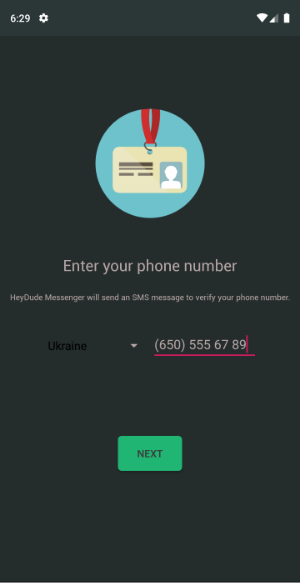 6:29
Enter your phone number
HeyDude Messenger will send an SMS message to verify your phone number.
Ukraine (650) 555 67 89
NEXT